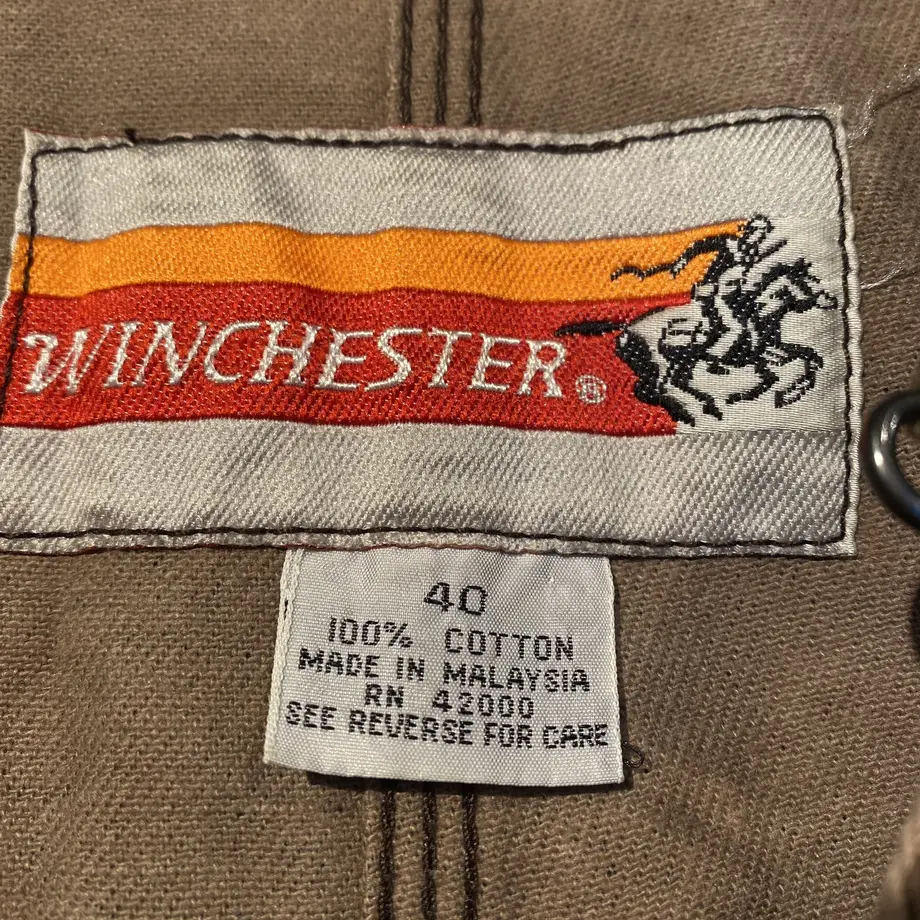 WINCHESTER®
40
100% COTTON
MADE IN MALAYSIA
RN 42000
SEE REVERSE FOR CARE